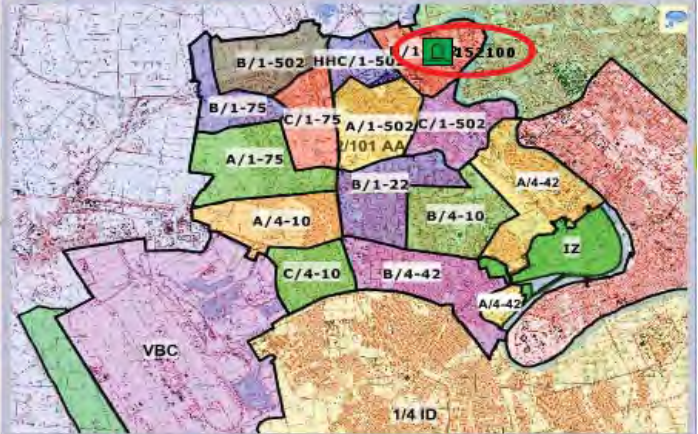 B/1-502
HHC/1-502
152100
B/1-75
C/1-75
A/1-502
C/1-502
2/101 AA
A/1-75
A/4-42
B/1-22
B/4-10
A/4-10
IZ
C/4-10
B/4-42
A/4-42
VBC
1/4 ID